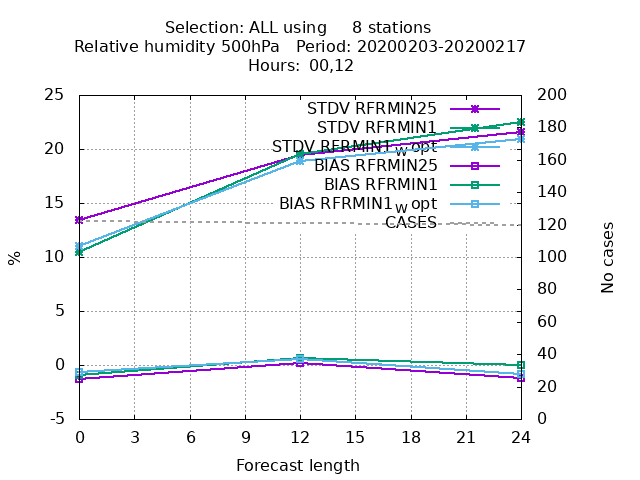 Selection: ALL using     8 stations
Relative humidity 500hPa   Period: 20200203-20200217
Hours: 00,12
25
20
15
10
5
0
-5
%
STDV RFRMIN25
STDV RFRMIN1
STDV RFRMIN1_w opt
BIAS RFRMIN25
BIAS RFRMIN1
BIAS RFRMIN1_w opt
CASES
200
180
160
140
120
100
80
60
40
20
0
No cases
0 3 6 9 12 15 18 21 24
Forecast length